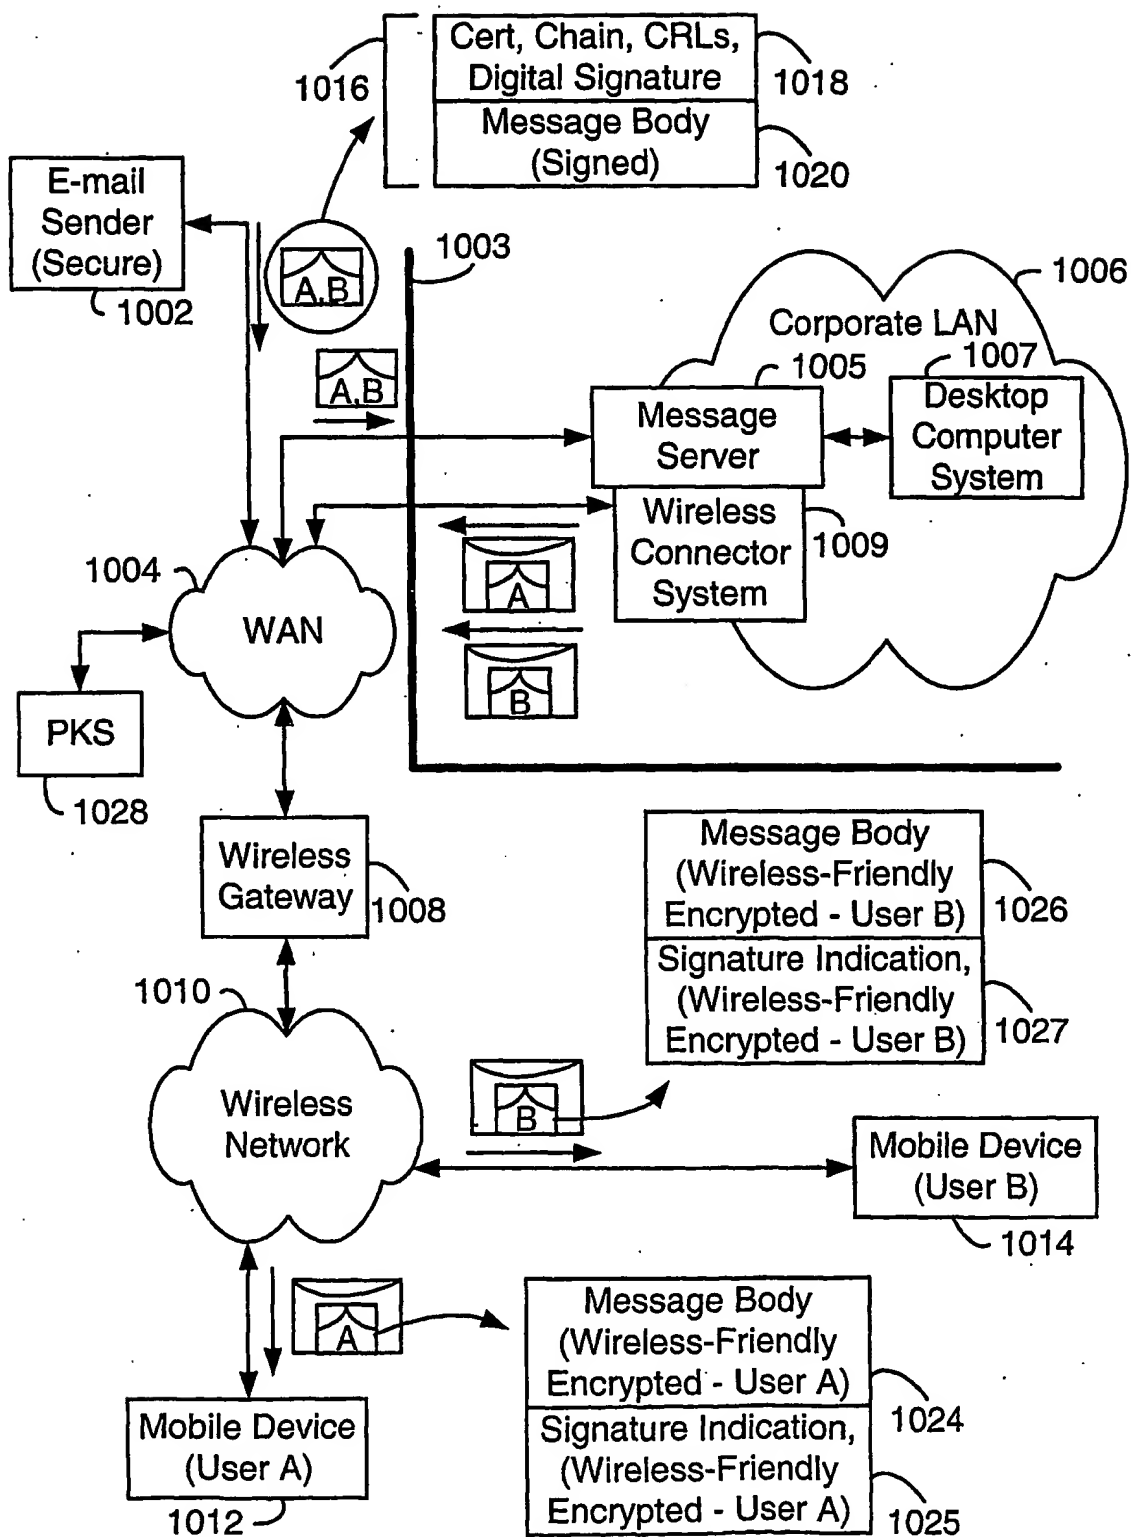 Cert, Chain, CRLs,
Digital Signature
1016
1018
Message Body
(Signed)
1020
E-mail
Sender
(Secure)
1002
A,B
1003
1006
Corporate LAN
A,B
1005
1007
Message
Server
Desktop
Computer
System
Wireless
Connector
System
1009
A
B
1004
WAN
PKS
1028
Wireless
Gateway
1008
Message Body
(Wireless-Friendly
Encrypted - User B)
1026
Signature Indication,
(Wireless-Friendly
Encrypted - User B)
1027
1010
Wireless
Network
B
Mobile Device
(User B)
1014
A
Message Body
(Wireless-Friendly
Encrypted - User A)
1024
Signature Indication,
(Wireless-Friendly
Encrypted - User A)
1025
Mobile Device
(User A)
1012